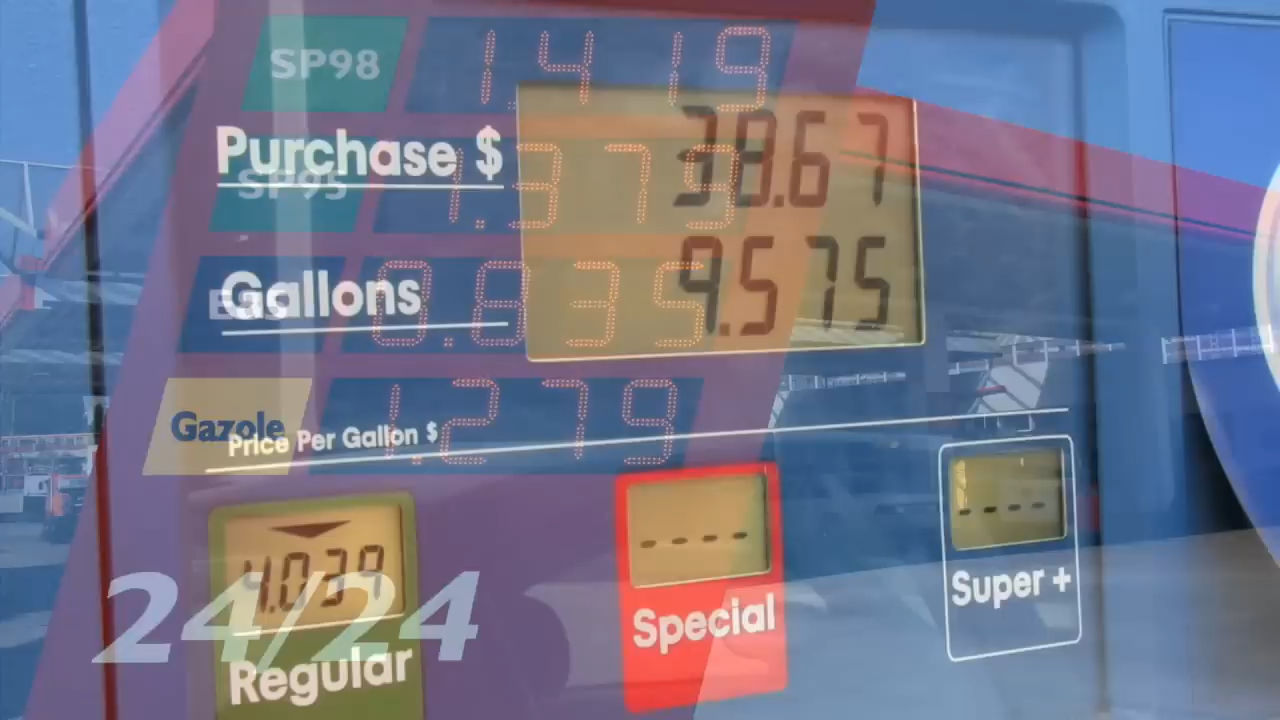 SP98 1.419
Purchase $ 38.67
SP95 1.379
Gallons 9.575
0.835
Gazole 1.279
Price Per Gallon $
4.039
Regular
----
Special
----
Super +
24/24